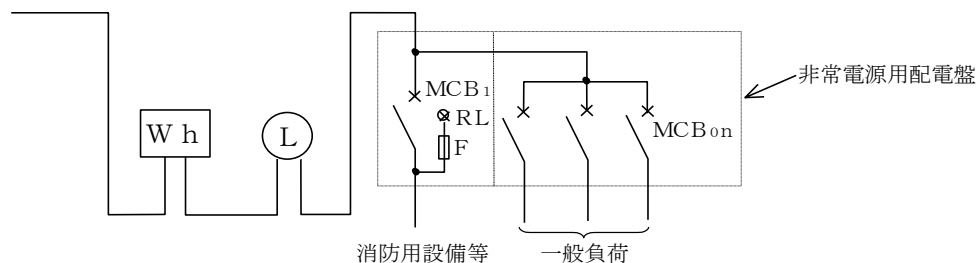 非常電源用配電盤
MCB₁
RL
F
Wh
L
MCB₀n
消防用設備等
一般負荷